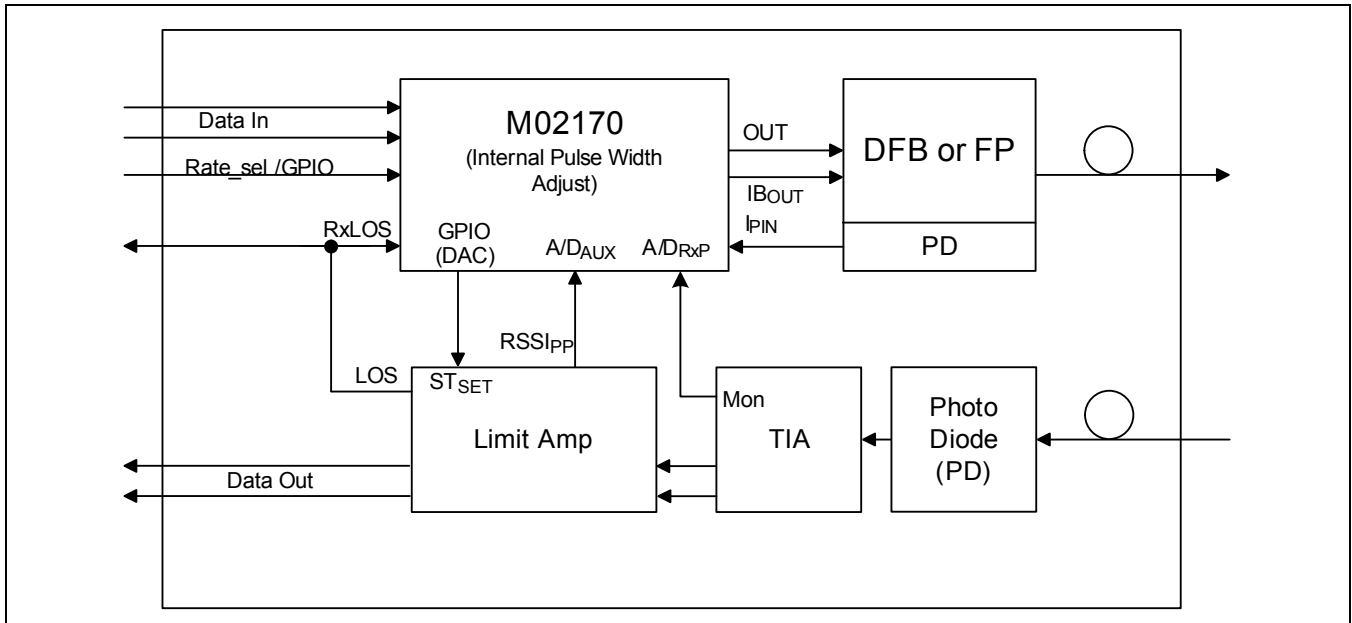 Data In
Rate_sel /GPIO
RxLOS
M02170
(Internal Pulse Width
Adjust)
GPIO
(DAC)
A/DAUX
A/DRxP
OUT
IBOUT
IPIN
DFB or FP
PD
RSSIPP
LOS
STSET
Limit Amp
Data Out
Mon
TIA
Photo
Diode
(PD)